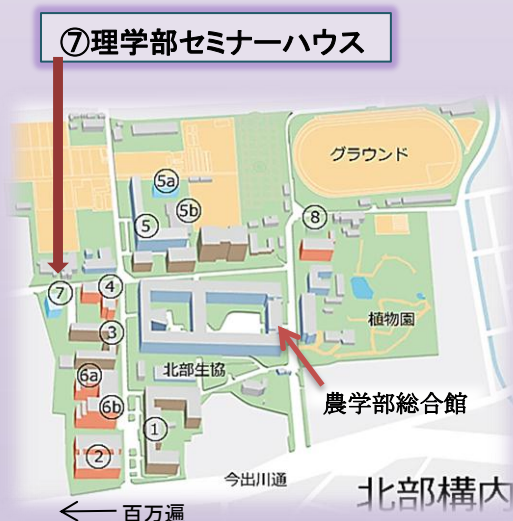 ⑦理学部セミナーハウス
グラウンド
5a
5b
⑤
⑧
⑦
④
植物園
③
北部生協
6a
農学部総合館
6b
①
②
今出川通
北部構内
← 百万遍